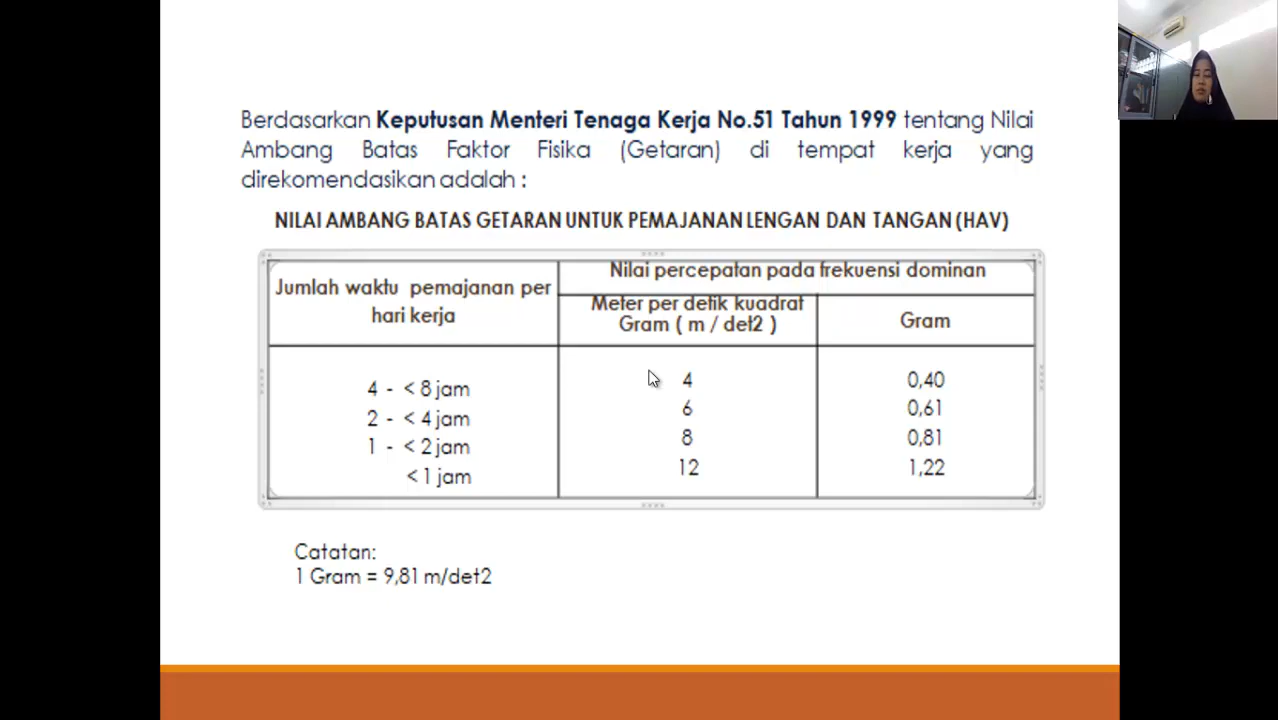 Berdasarkan Keputusan Menteri Tenaga Kerja No.51 Tahun 1999 tentang Nilai
Ambang Batas Faktor Fisika (Getaran) di tempat kerja yang
direkomendasikan adalah :
NILAI AMBANG BATAS GETARAN UNTUK PEMAJANAN LENGAN DAN TANGAN (HAV)
Jumlah waktu pemajanan per
hari kerja
Nilai percepatan pada frekuensi dominan
Meter per detik kuadrat
Gram ( m / det2 )
Gram
4 - < 8 jam 4 0,40
2 - < 4 jam 6 0,61
1 - < 2 jam 8 0,81
< 1 jam 12 1,22
Catatan:
1 Gram = 9,81 m/det2